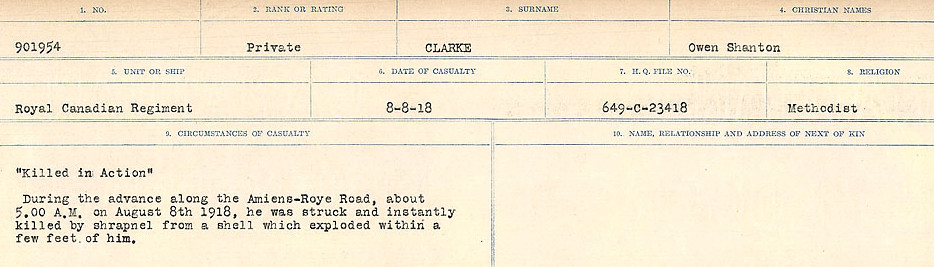 1. NO. 2. RANK OR RATING 3. SURNAME 4. CHRISTIAN NAMES
901954 Private CLARKE Owen Shanton
5. UNIT OR SHIP 6. DATE OF CASUALTY 7. H. Q. FILE NO. 8. RELIGION
Royal Canadian Regiment 8-8-18 649-C-23418 Methodist
9. CIRCUMSTANCES OF CASUALTY 10. NAME, RELATIONSHIP AND ADDRESS OF NEXT OF KIN
"Killed in Action"
During the advance along the Amiens-Roye Road, about
5.00 A.M. on August 8th 1918, he was struck and instantly
killed by shrapnel from a shell which exploded within a
few feet of him.